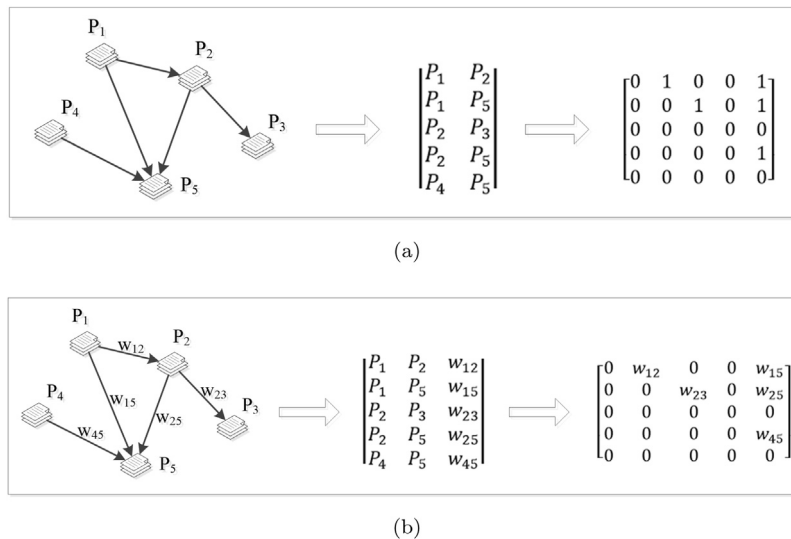 P1
P2
P4
P3
P5
P1 P2
P1 P5
P2 P3
P2 P5
P4 P5
0 1 0 0 1
0 0 1 0 1
0 0 0 0 0
0 0 0 0 1
0 0 0 0 0
(a)
P1
P2
w12
P4
w15
w25
w23
P3
w45
P5
P1 P2 w12
P1 P5 w15
P2 P3 w23
P2 P5 w25
P4 P5 w45
0 w12 0 0 w15
0 0 w23 0 w25
0 0 0 0 0
0 0 0 0 w45
0 0 0 0 0
(b)